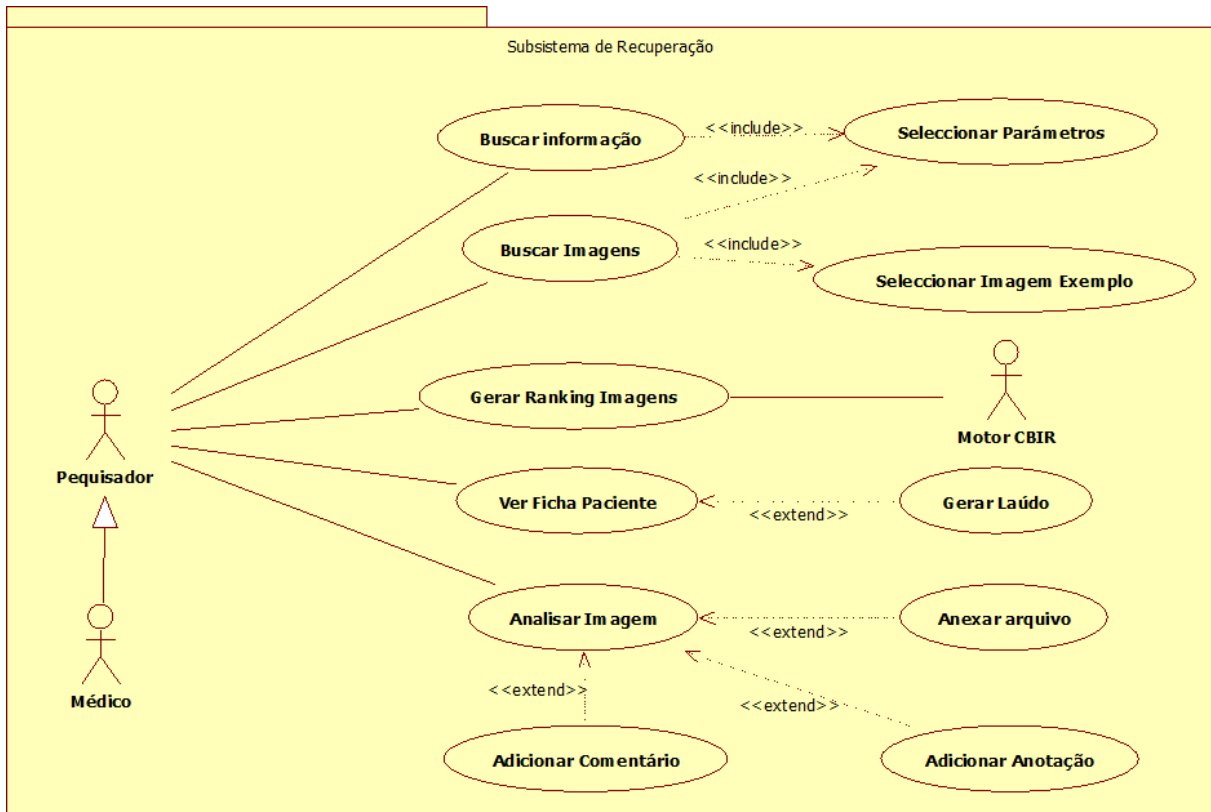 Subsistema de Recuperação
Buscar informação
<<include>>
Seleccionar Parámetros
<<include>>
Buscar Imagens
<<include>>
Seleccionar Imagem Exemplo
Gerar Ranking Imagens
Motor CBIR
Pequisador
Ver Ficha Paciente
<<extend>>
Gerar Laúdo
Analisar Imagem
<<extend>>
Anexar arquivo
Médico
<<extend>>
<<extend>>
Adicionar Comentário
Adicionar Anotação